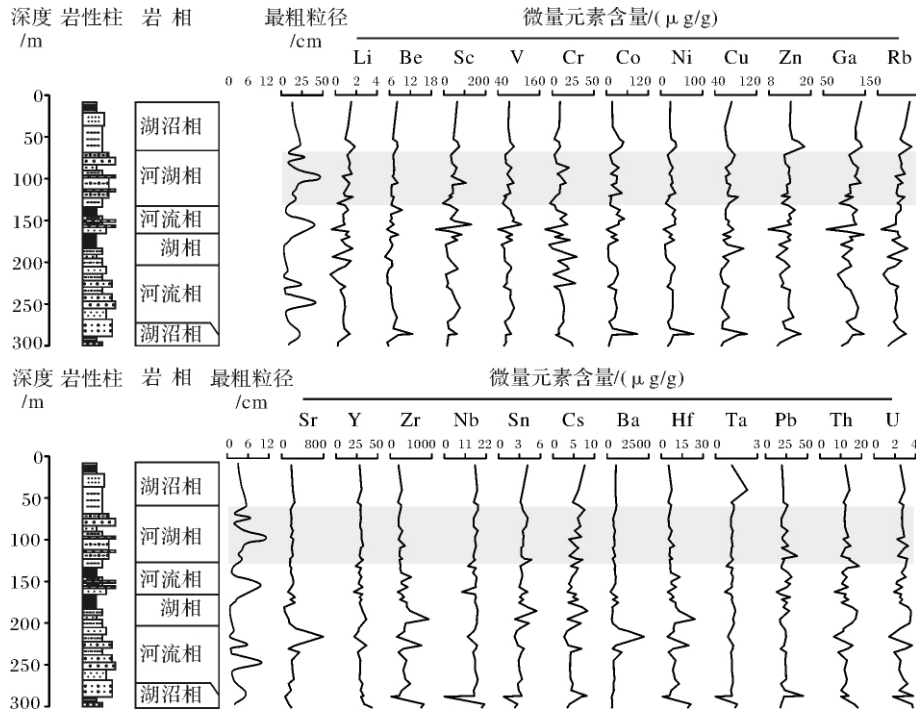 深度 岩性柱 岩 相 最粗粒径 微量元素含量/(μg/g)
/m /cm Li Be Sc V Cr Co Ni Cu Zn Ga Rb
0 6 12 0 25 50 0 2 4 0 6 12 18 0 200 40 160 0 25 50 0 120 0 100 40 120 8 20 50 150
0
50
100
150
200
250
300
湖沼相
河湖相
河流相
湖相
河流相
湖沼相
深度 岩性柱 岩 相 最粗粒径 微量元素含量/(μg/g)
/m /cm Sr Y Zr Nb Sn Cs Ba Hf Ta Pb Th U
0 6 12 0 800 0 25 50 0 1000 0 11 22 0 3 6 0 5 10 0 2500 0 15 30 0 3 0 25 50 0 10 20 0 2 4
0
50
100
150
200
250
300
湖沼相
河湖相
河流相
湖相
河流相
湖沼相